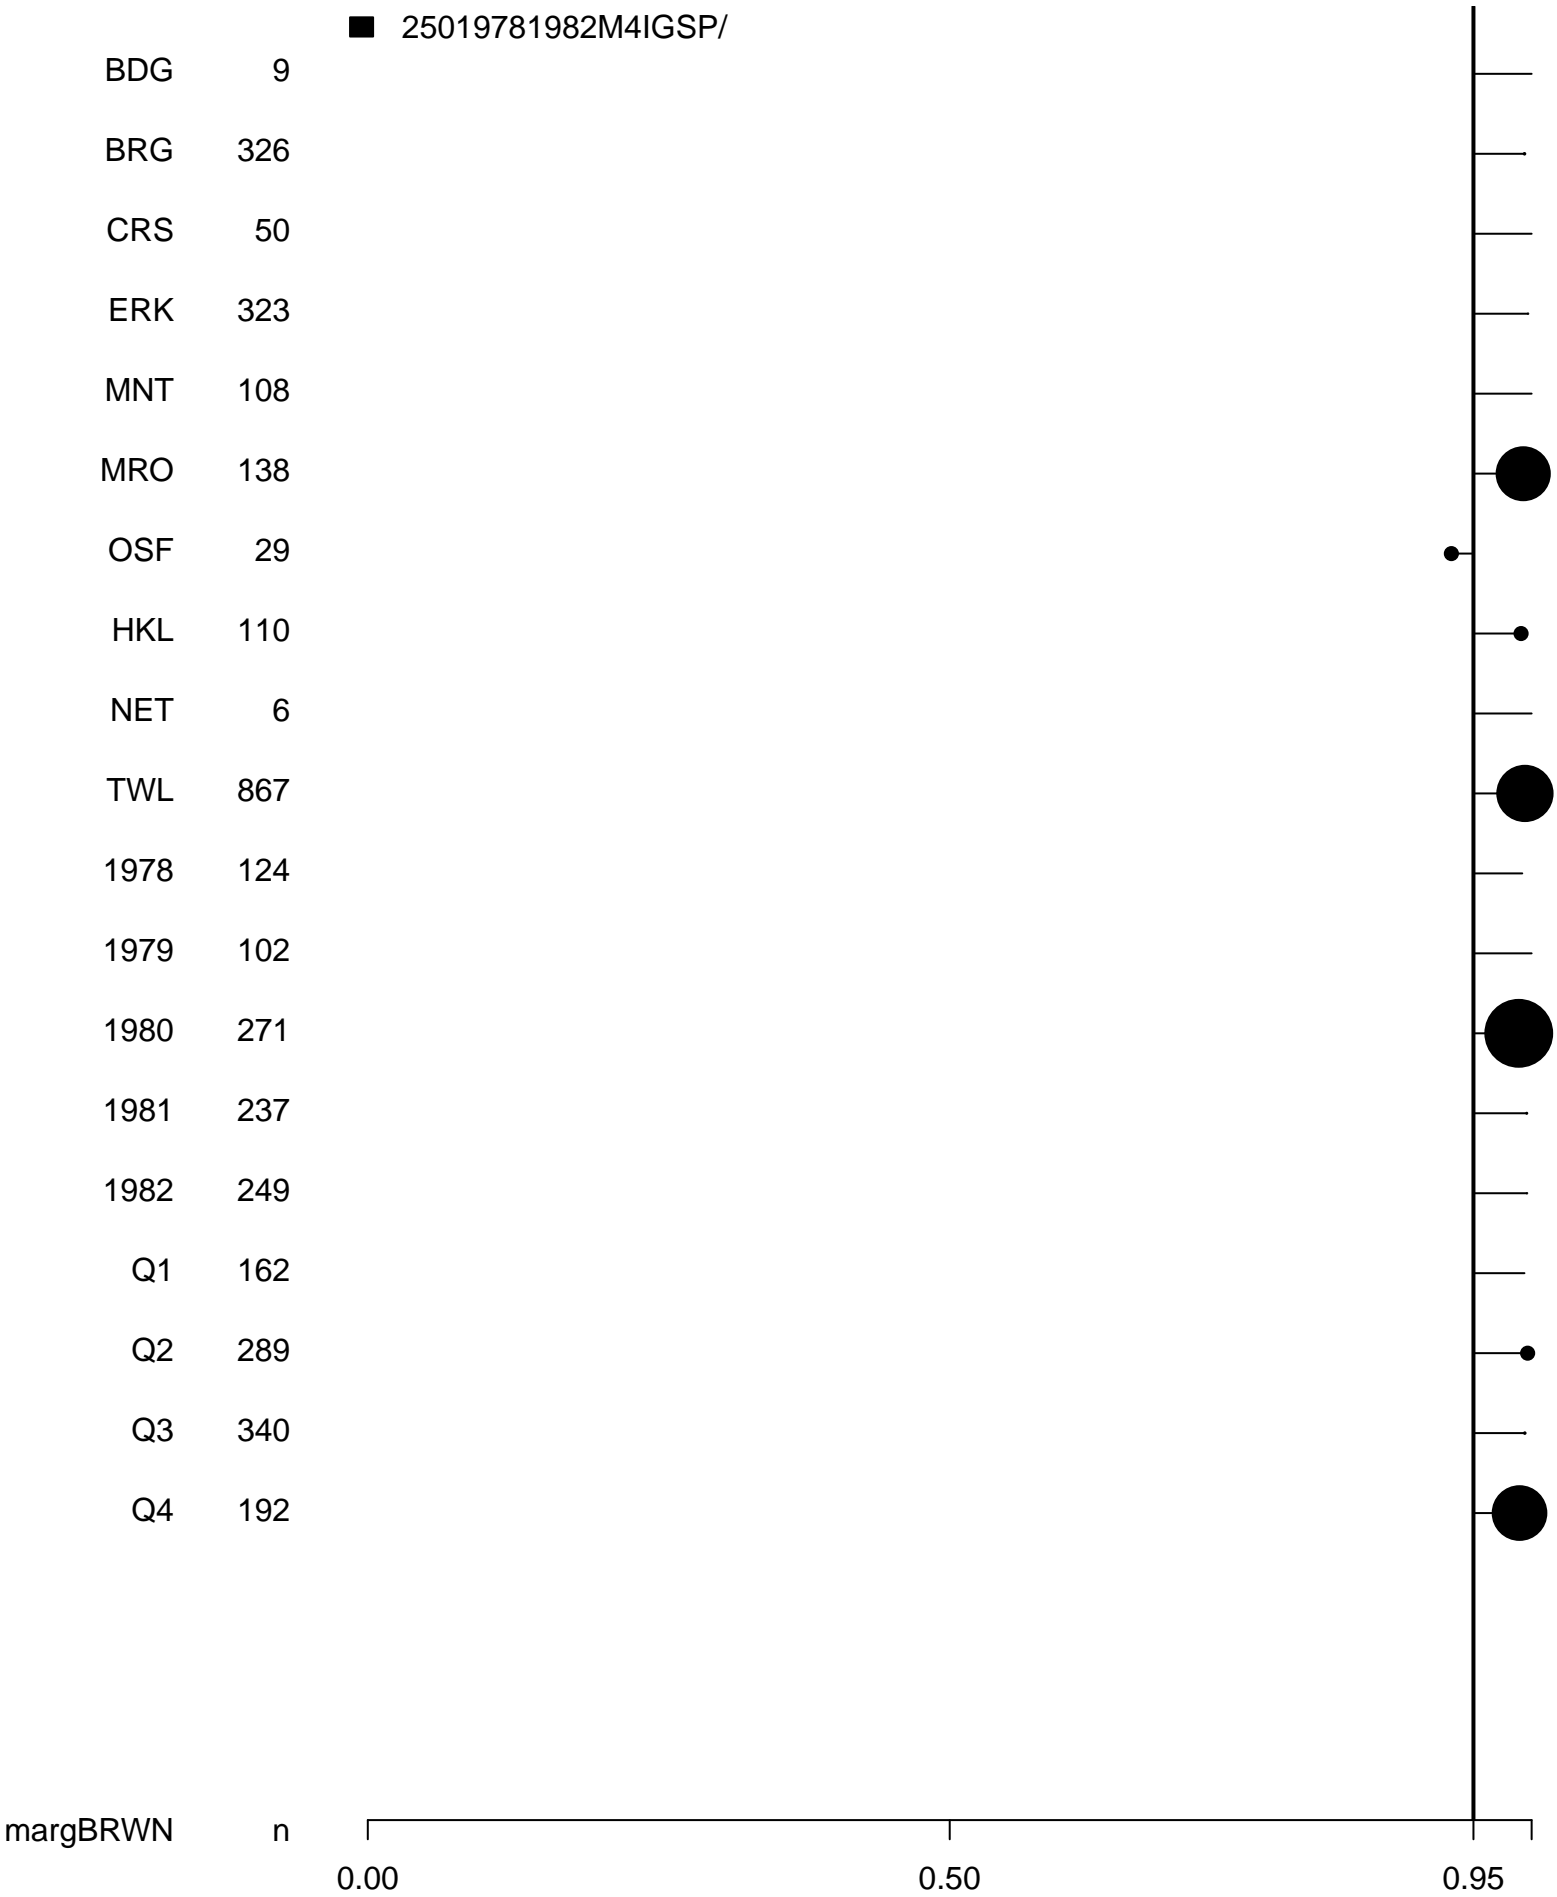 25019781982M4IGSP/
BDG 9
BRG 326
CRS 50
ERK 323
MNT 108
MRO 138
OSF 29
HKL 110
NET 6
TWL 867
1978 124
1979 102
1980 271
1981 237
1982 249
Q1 162
Q2 289
Q3 340
Q4 192
margBRWN n
0.00 0.50 0.95